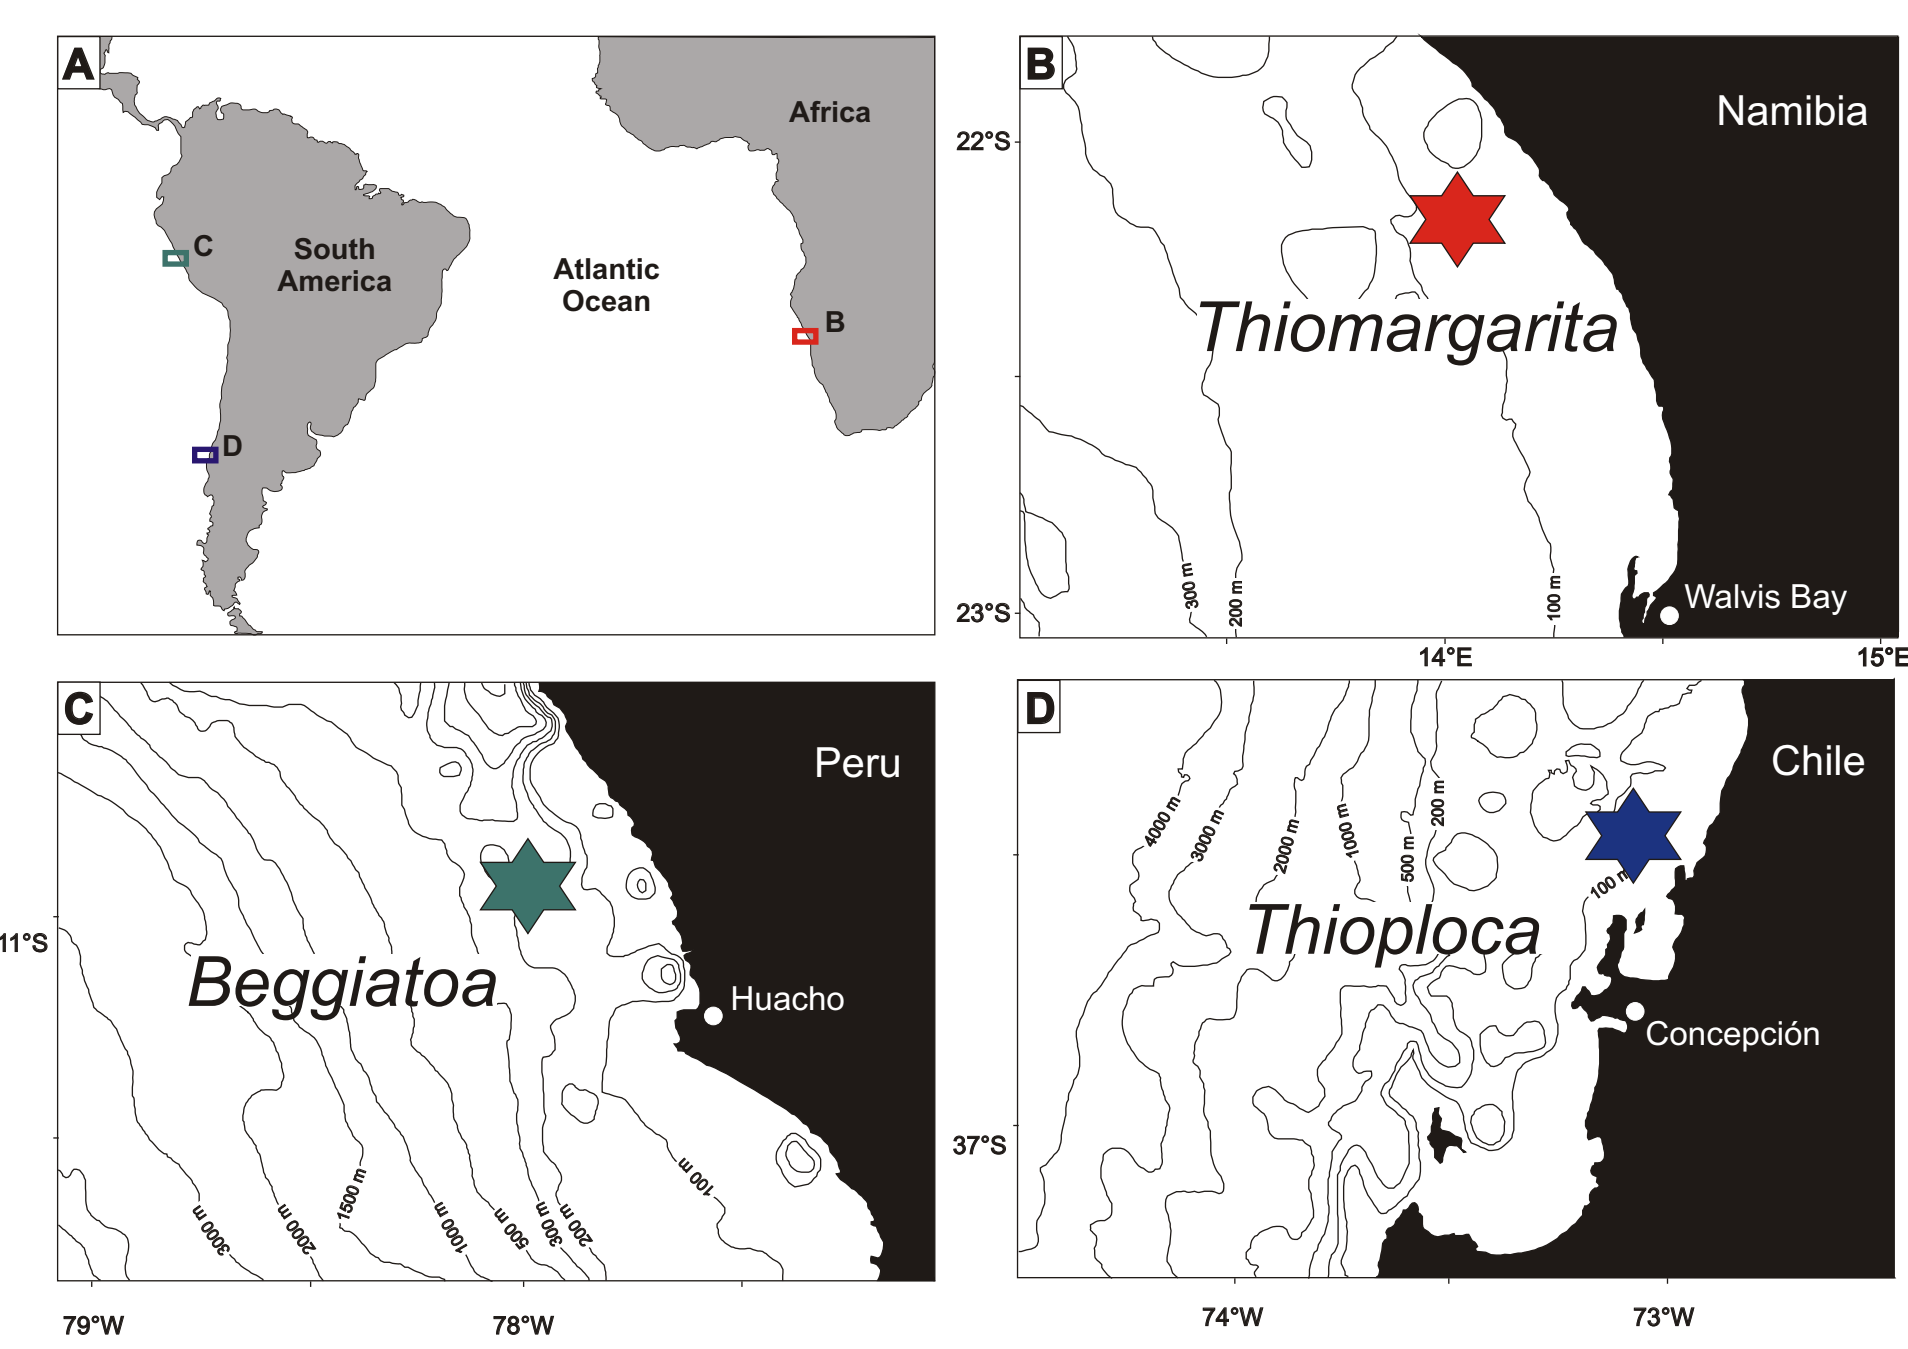 A
Africa
South
America
Atlantic
Ocean
C
B
D
B
Namibia
22°S
Thiomargarita
23°S
300 m
200 m
100 m
Walvis Bay
14°E
15°E
C
Peru
11°S
Beggiatoa
Huacho
3000 m
2000 m
1500 m
1000 m
500 m
300 m
200 m
100 m
79°W
78°W
D
Chile
4000 m
3000 m
2000 m
1000 m
500 m
200 m
100 m
Thioploca
Concepción
37°S
74°W
73°W